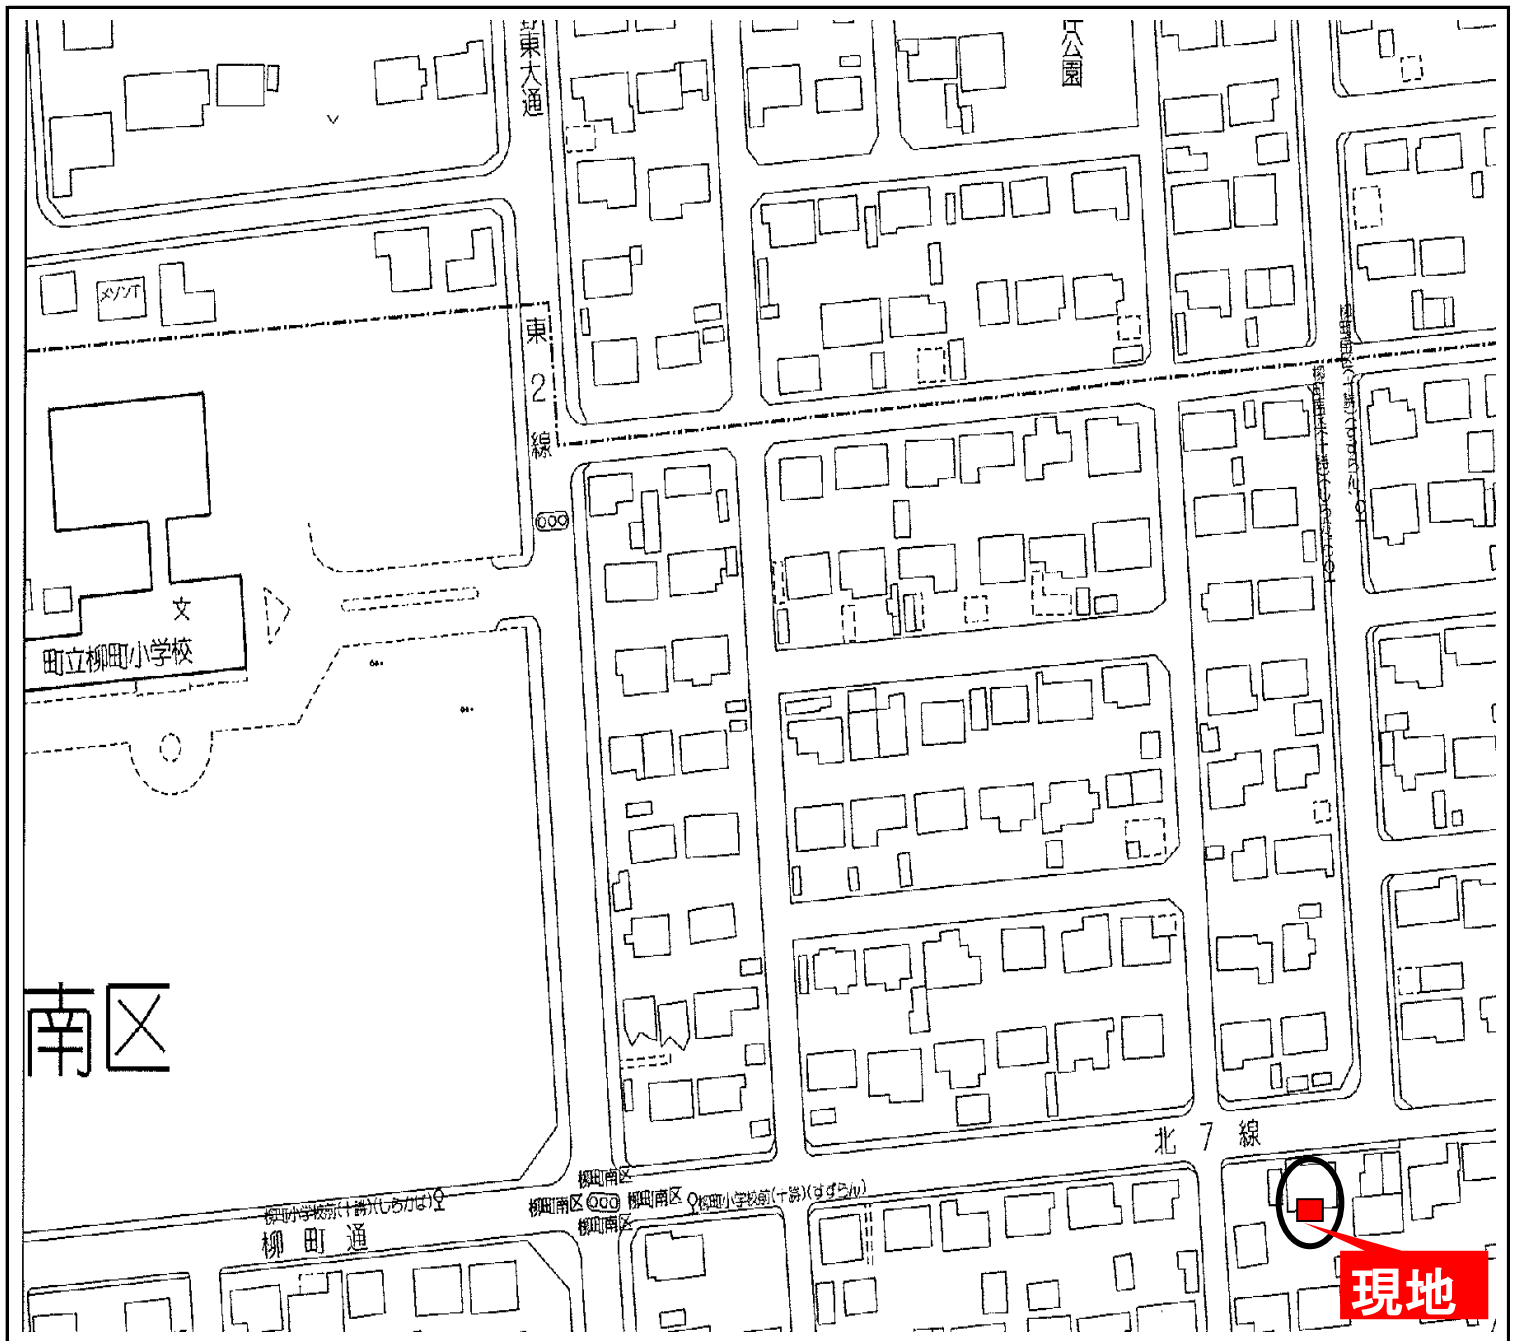 東大通
公園
メゾンT
東2線
文
町立柳町小学校
南区
北7線
柳町南区
柳町南区 柳町南区 柳町小学校前(十勝)(すずらん)
柳町南区
柳町小学校前(十勝)(しらかば)
柳町通
現地